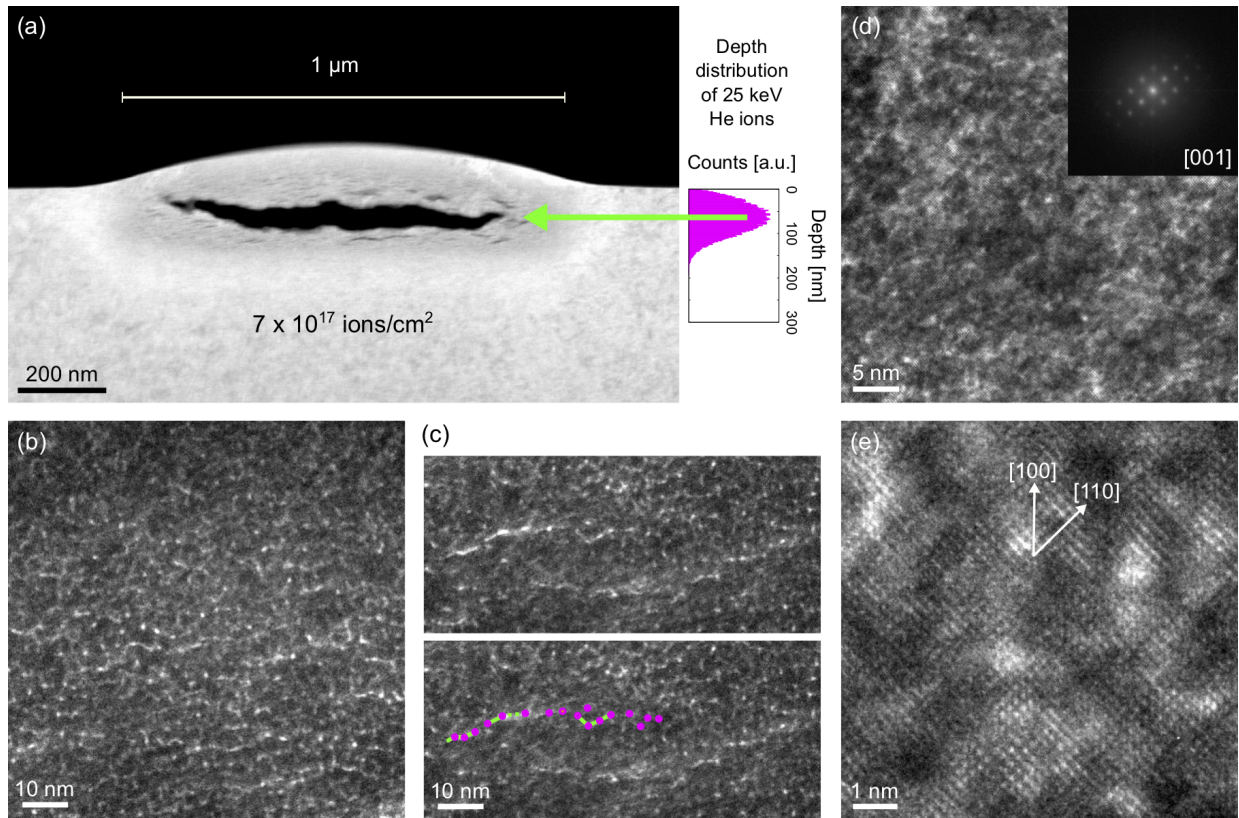 (a)
1 µm
7 x 10¹⁷ ions/cm²
200 nm
Depth
distribution
of 25 keV
He ions
Counts [a.u.]
0
100
200
300
Depth [nm]
(d)
[001]
5 nm
(b)
10 nm
(c)
10 nm
(e)
[100]
[110]
1 nm